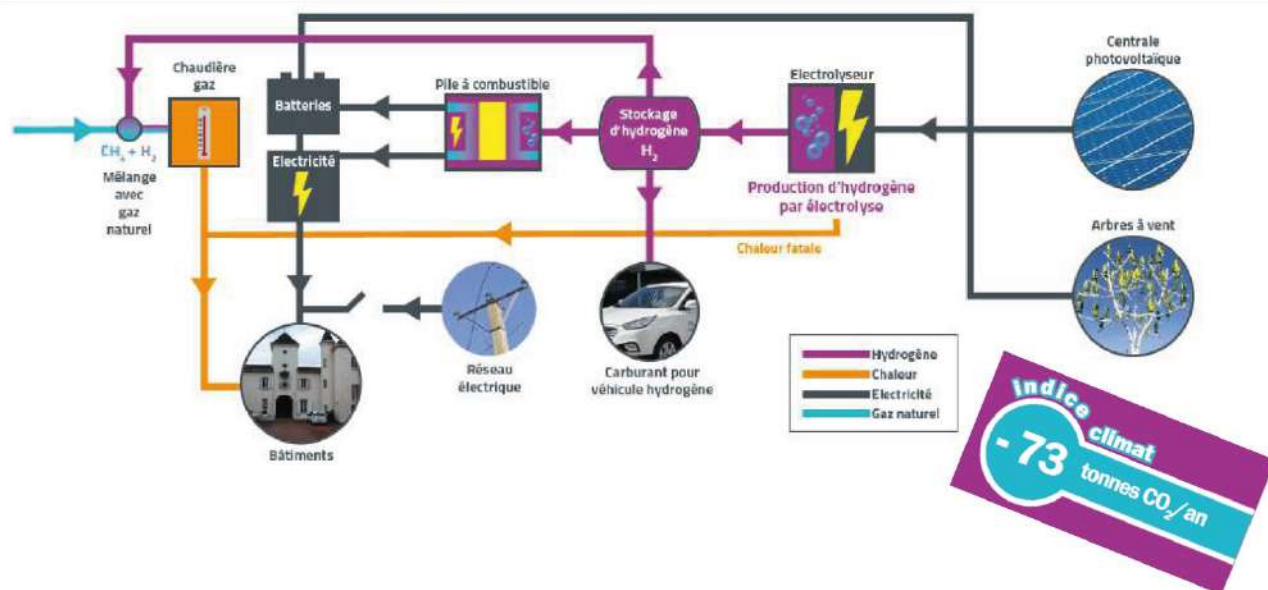 Chaudière
gaz
CH₄ + H₂
Mélange
avec
gaz
naturel
Batteries
Electricité
Pile à combustible
Stockage
d'hydrogène
H₂
Electrolyseur
Production d'hydrogène
par électrolyse
Chaleur fatale
Centrale
photovoltaïque
Arbres à vent
Bâtiments
Réseau
électrique
Carburant pour
véhicule hydrogène
Hydrogène
Chaleur
Electricité
Gaz naturel
indice
climat
- 73 tonnes CO₂/an